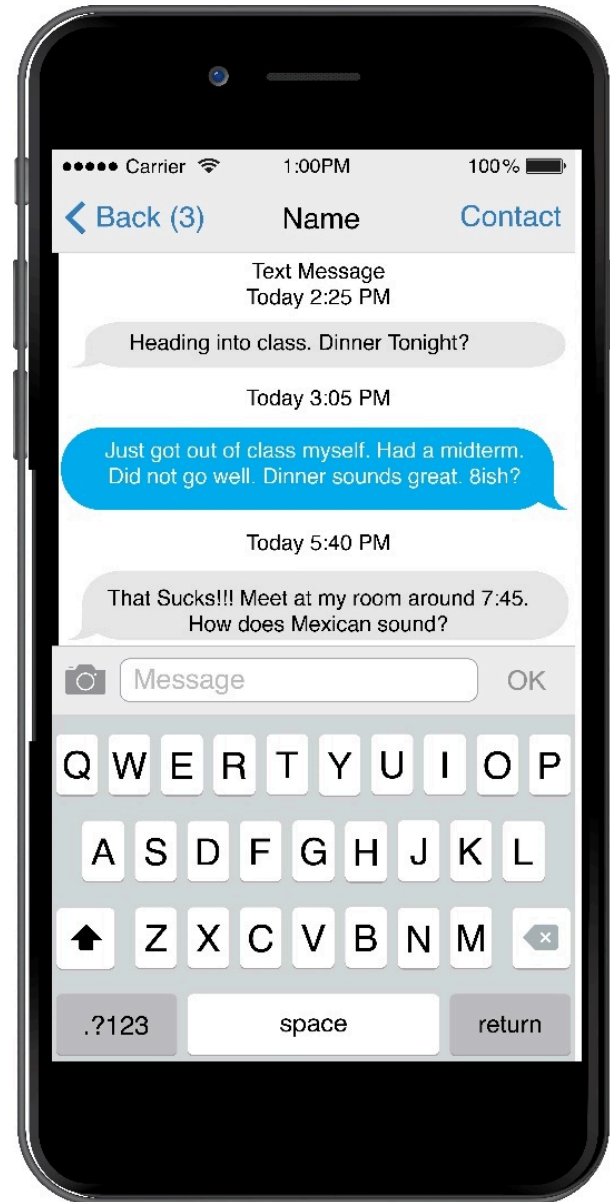 Carrier 1:00PM 100%
Back (3) Name Contact
Text Message
Today 2:25 PM
Heading into class. Dinner Tonight?
Today 3:05 PM
Just got out of class myself. Had a midterm.
Did not go well. Dinner sounds great. 8ish?
Today 5:40 PM
That Sucks!!! Meet at my room around 7:45.
How does Mexican sound?
Message OK
Q W E R T Y U I O P
A S D F G H J K L
Z X C V B N M
.?123 space return